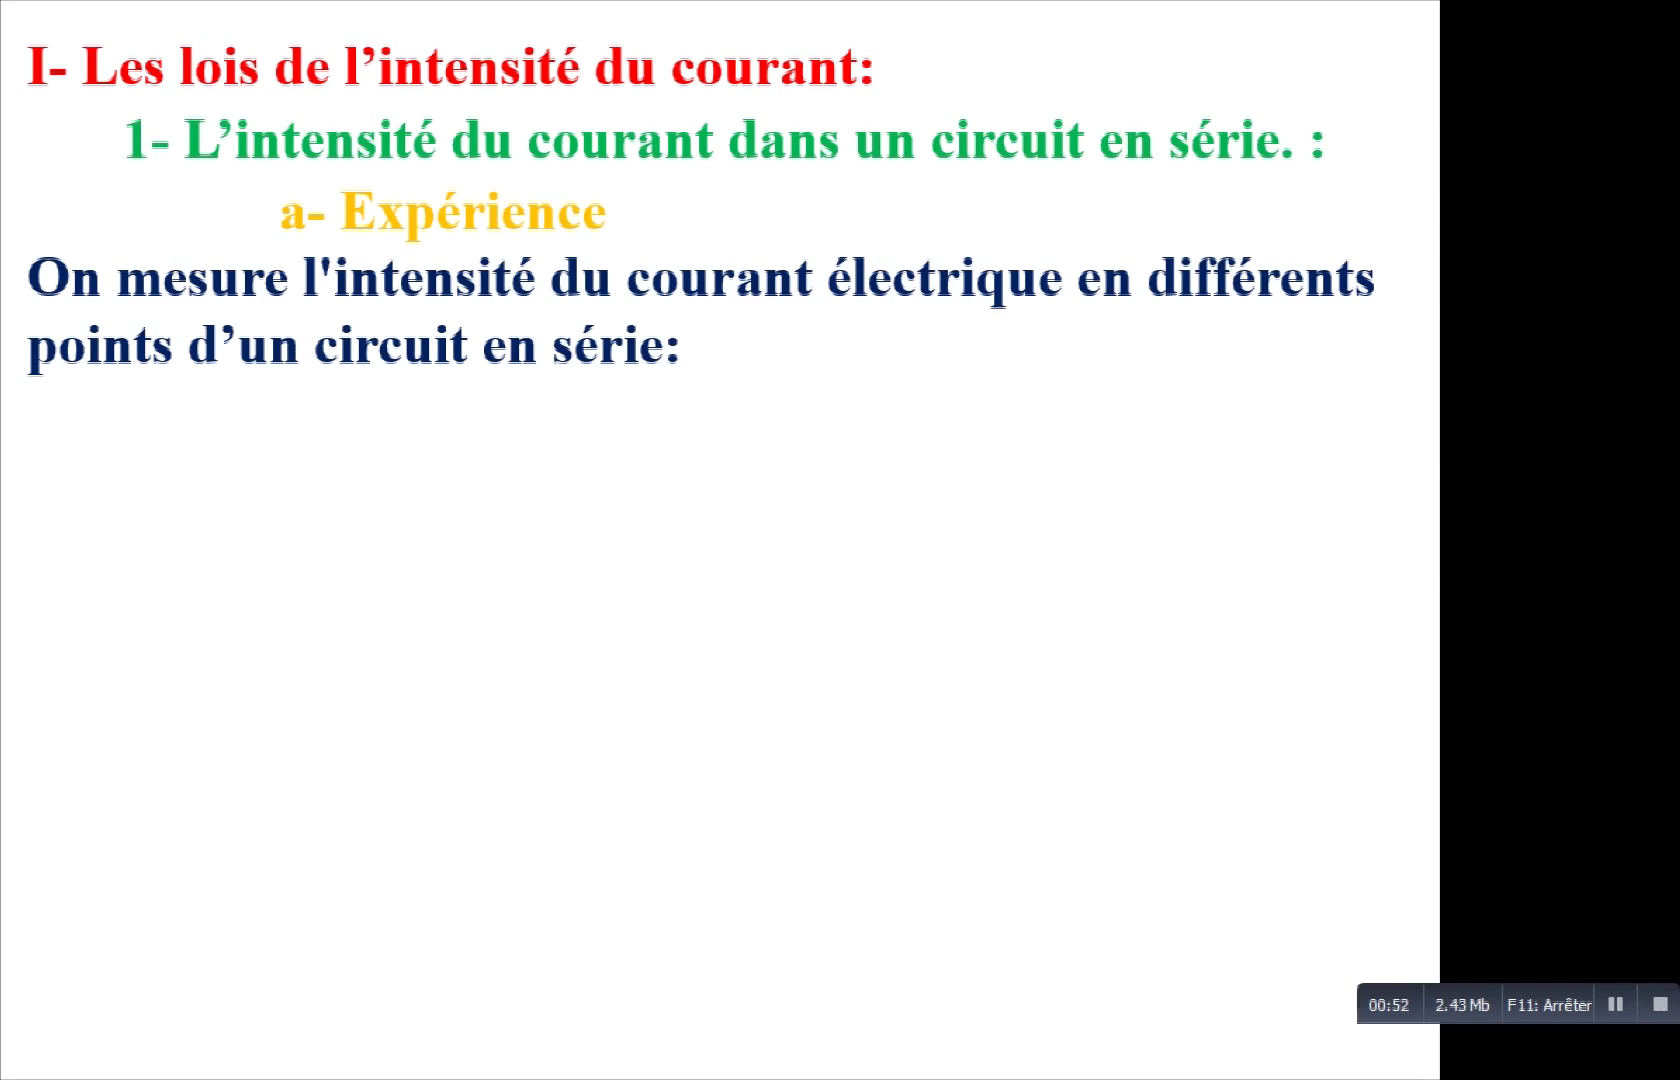 I- Les lois de l’intensité du courant:
1- L’intensité du courant dans un circuit en série. :
a- Expérience
On mesure l'intensité du courant électrique en différents
points d’un circuit en série:
00:52 2.43 Mb F11: Arrêter